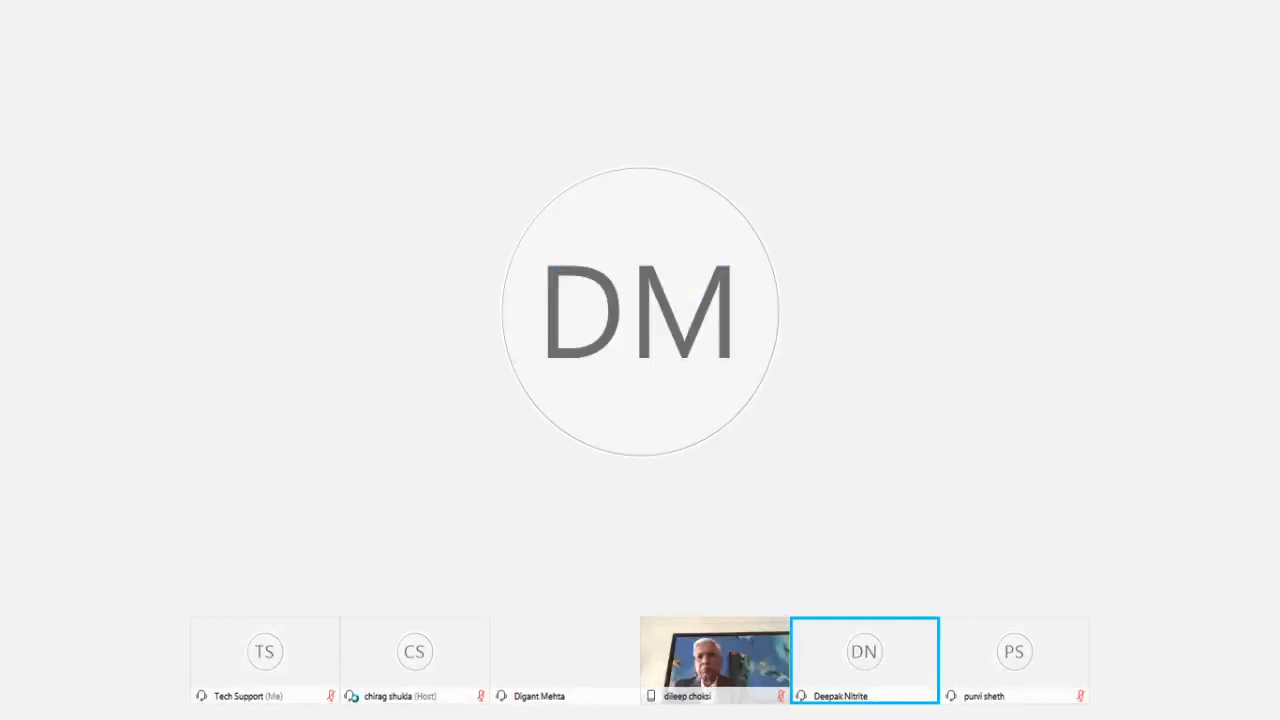 DM
TS
CS
DN
PS
Tech Support (Me)
chirag shukla (Host)
Digant Mehta
dileep choksi
Deepak Nitrite
purvi sheth